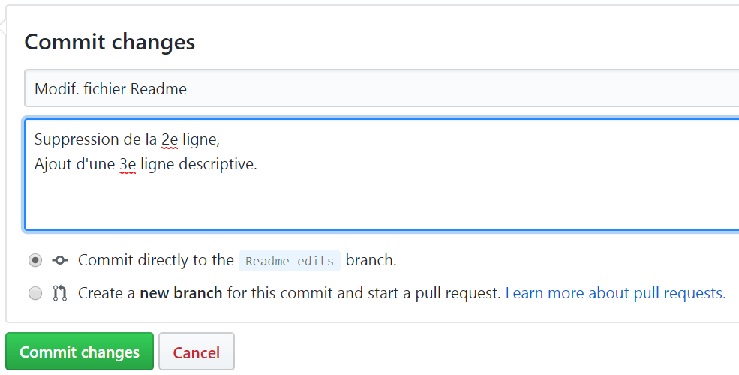 Commit changes
Modif. fichier Readme
Suppression de la 2e ligne,
Ajout d'une 3e ligne descriptive.
Commit directly to the Readme edits branch.
Create a new branch for this commit and start a pull request. Learn more about pull requests.
Commit changes
Cancel